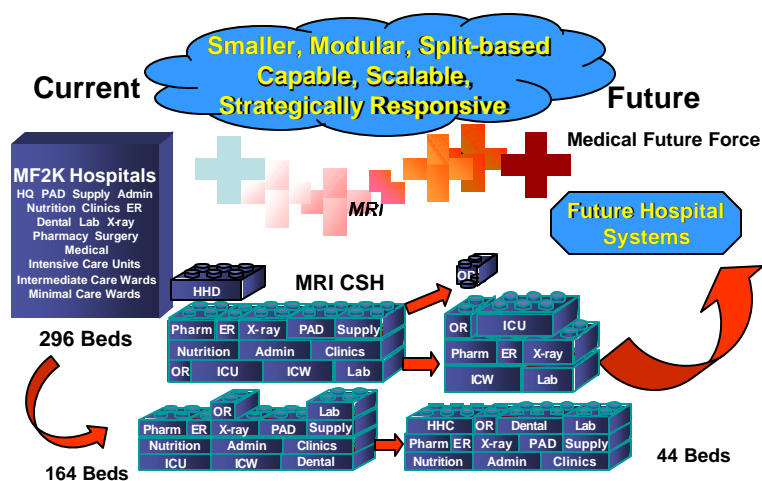 Smaller, Modular, Split-based
Capable, Scalable,
Strategically Responsive
Current
Future
Medical Future Force
MF2K Hospitals
HQ PAD Supply Admin
Nutrition Clinics ER
Dental Lab X-ray
Pharmacy Surgery
Medical
Intensive Care Units
Intermediate Care Wards
Minimal Care Wards
MRI
Future Hospital
Systems
HHD
MRI CSH
OR
296 Beds
Pharm ER X-ray PAD Supply
Nutrition Admin Clinics
OR ICU ICW Lab
OR ICU
Pharm ER X-ray
ICW Lab
OR Lab
Pharm ER X-ray PAD Supply
Nutrition Admin Clinics
ICU ICW Dental
HHC OR Dental Lab
Pharm ER X-ray PAD Supply
Nutrition Admin Clinics
164 Beds
44 Beds